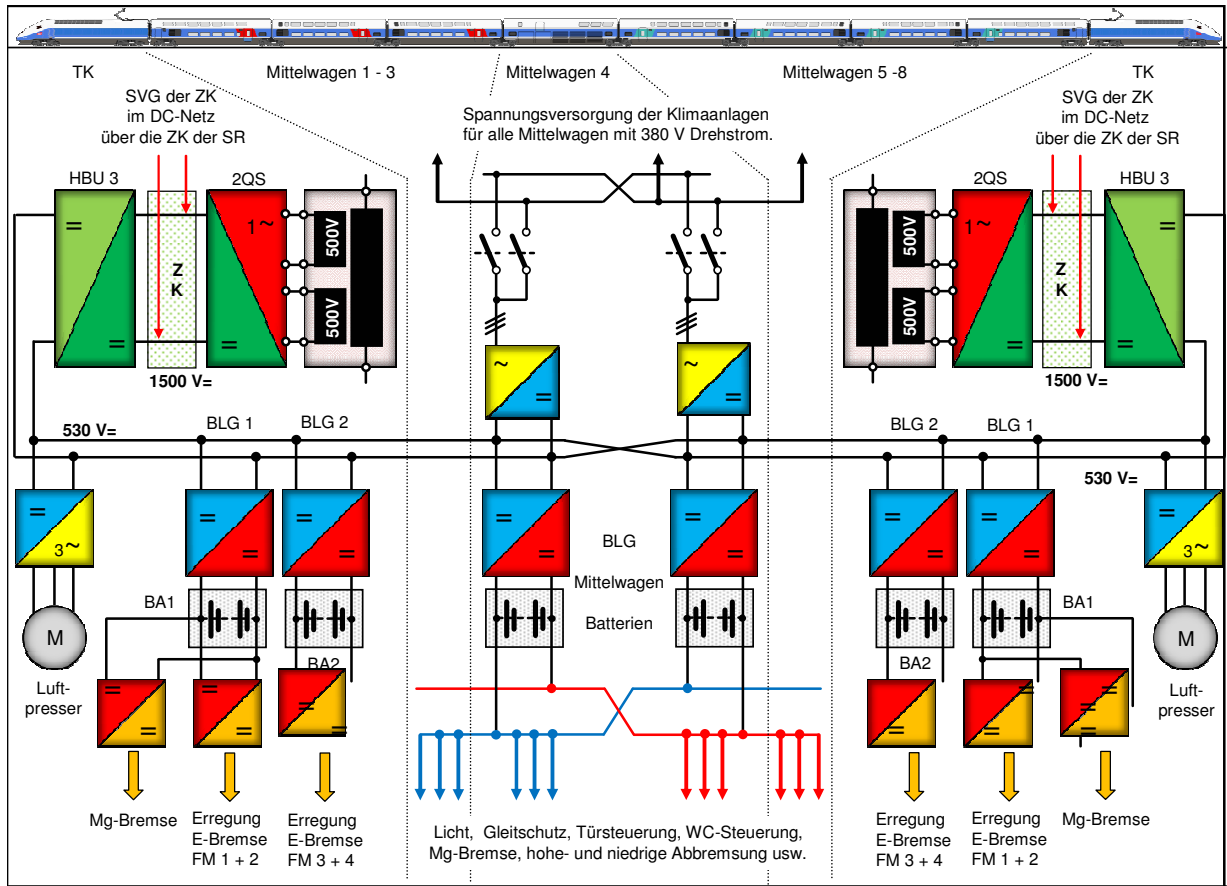 TK
Mittelwagen 1 - 3
Mittelwagen 4
Mittelwagen 5 -8
TK
SVG der ZK
im DC-Netz
über die ZK der SR
Spannungsversorgung der Klimaanlagen
für alle Mittelwagen mit 380 V Drehstrom.
SVG der ZK
im DC-Netz
über die ZK der SR
HBU 3
2QS
2QS
HBU 3
=
1~
500V
500V
Z
K
=
=
1500 V=
500V
500V
1~
=
Z
K
=
=
1500 V=
~
=
~
=
530 V=
BLG 1
BLG 2
BLG 2
BLG 1
530 V=
=
3~
=
=
=
=
=
=
BLG
=
=
=
=
=
=
=
3~
Mittelwagen
Batterien
BA1
BA2
BA2
BA1
M
Luft-
presser
M
Luft-
presser
=
=
=
=
=
=
=
=
=
=
=
=
Mg-Bremse
Erregung
E-Bremse
FM 1 + 2
Erregung
E-Bremse
FM 3 + 4
Licht, Gleitschutz, Türsteuerung, WC-Steuerung,
Mg-Bremse, hohe- und niedrige Abbremsung usw.
Erregung
E-Bremse
FM 3 + 4
Erregung
E-Bremse
FM 1 + 2
Mg-Bremse